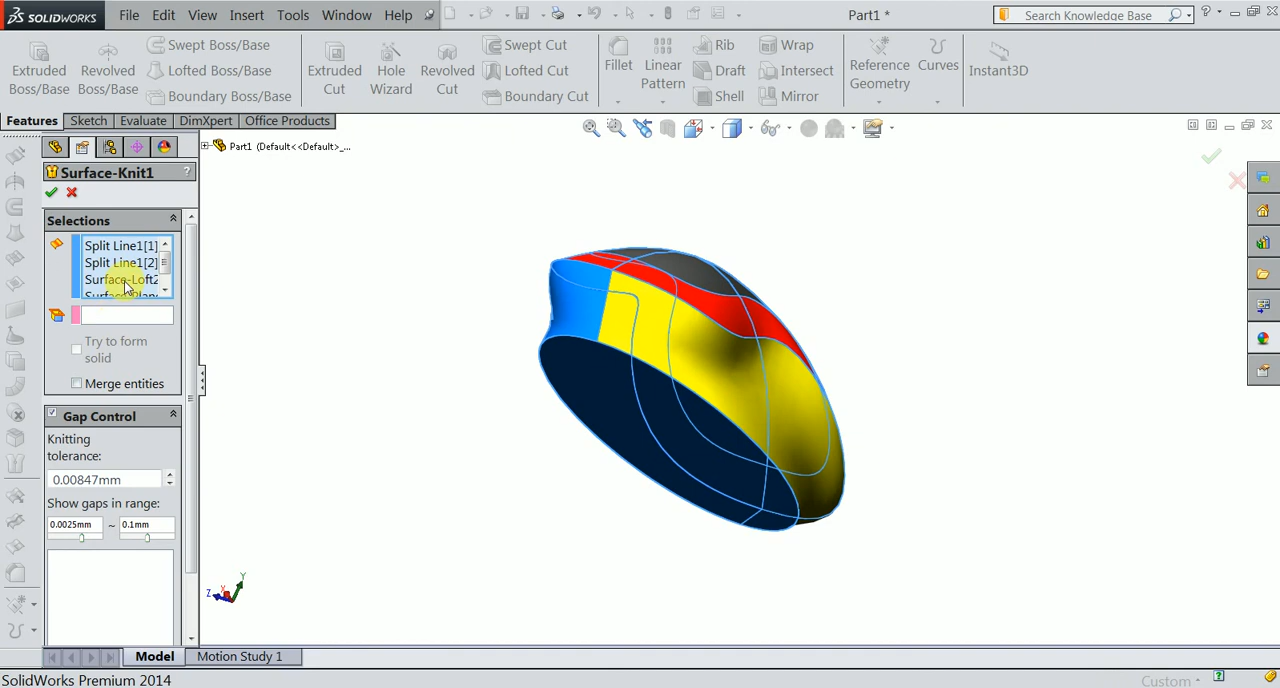 SOLIDWORKS File Edit View Insert Tools Window Help Part1 * Search Knowledge Base
Extruded Boss/Base
Revolved Boss/Base
Swept Boss/Base
Lofted Boss/Base
Boundary Boss/Base
Extruded Cut
Hole Wizard
Revolved Cut
Swept Cut
Lofted Cut
Boundary Cut
Fillet
Linear Pattern
Rib
Draft
Shell
Wrap
Intersect
Mirror
Reference Geometry
Curves
Instant3D
Features Sketch Evaluate DimXpert Office Products
Part1 (Default<<Default>_...
Surface-Knit1 ?
Selections
Split Line1[1]
Split Line1[2]
Surface-Loft2
Try to form solid
Merge entities
Gap Control
Knitting tolerance:
0.00847mm
Show gaps in range:
0.0025mm ~ 0.1mm
Y
Z X
Model Motion Study 1
SolidWorks Premium 2014 Custom